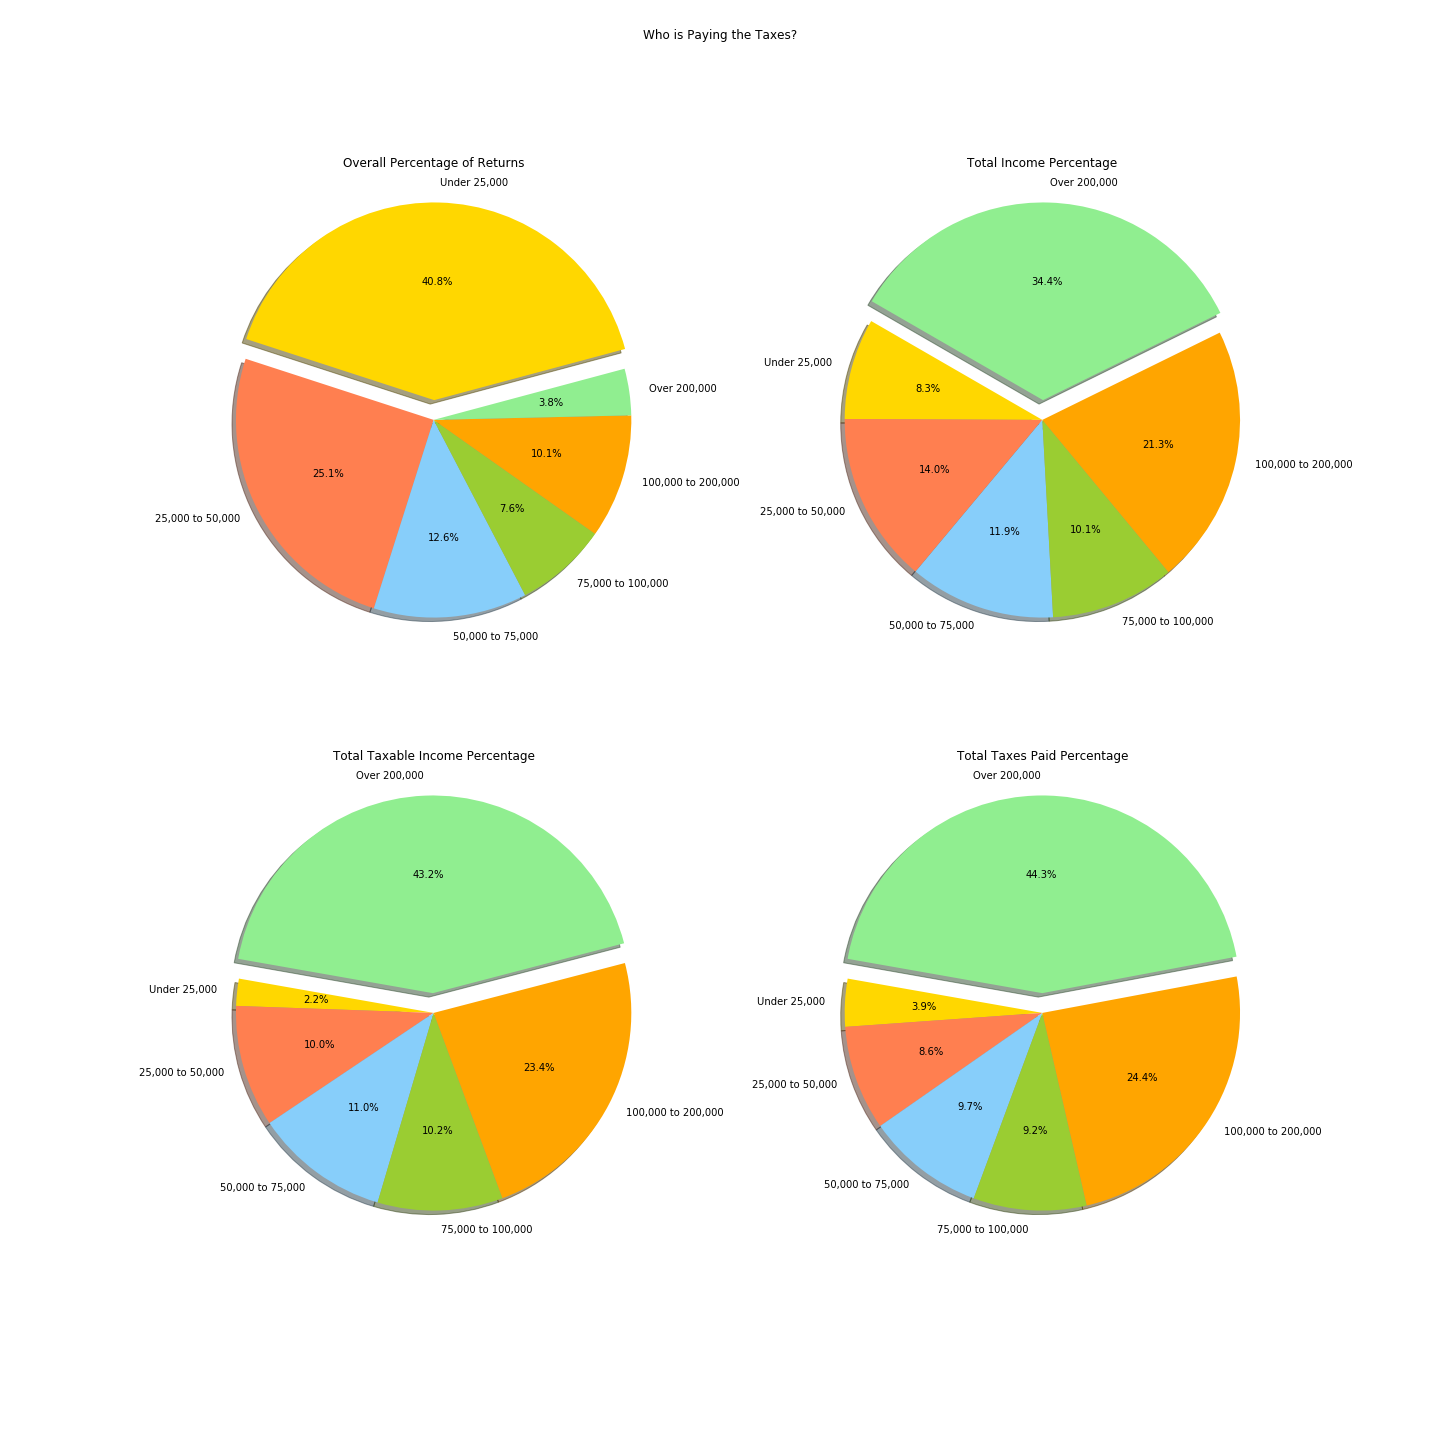 Who is Paying the Taxes?
Overall Percentage of Returns
Under 25,000
40.8%
Over 200,000
3.8%
10.1%
25.1%
100,000 to 200,000
7.6%
25,000 to 50,000
12.6%
75,000 to 100,000
50,000 to 75,000
Total Income Percentage
Over 200,000
34.4%
Under 25,000
8.3%
21.3%
100,000 to 200,000
14.0%
25,000 to 50,000
11.9%
10.1%
75,000 to 100,000
50,000 to 75,000
Total Taxable Income Percentage
Over 200,000
43.2%
Under 25,000
2.2%
10.0%
23.4%
25,000 to 50,000
11.0%
100,000 to 200,000
10.2%
50,000 to 75,000
75,000 to 100,000
Total Taxes Paid Percentage
Over 200,000
44.3%
Under 25,000
3.9%
8.6%
24.4%
25,000 to 50,000
9.7%
9.2%
100,000 to 200,000
50,000 to 75,000
75,000 to 100,000